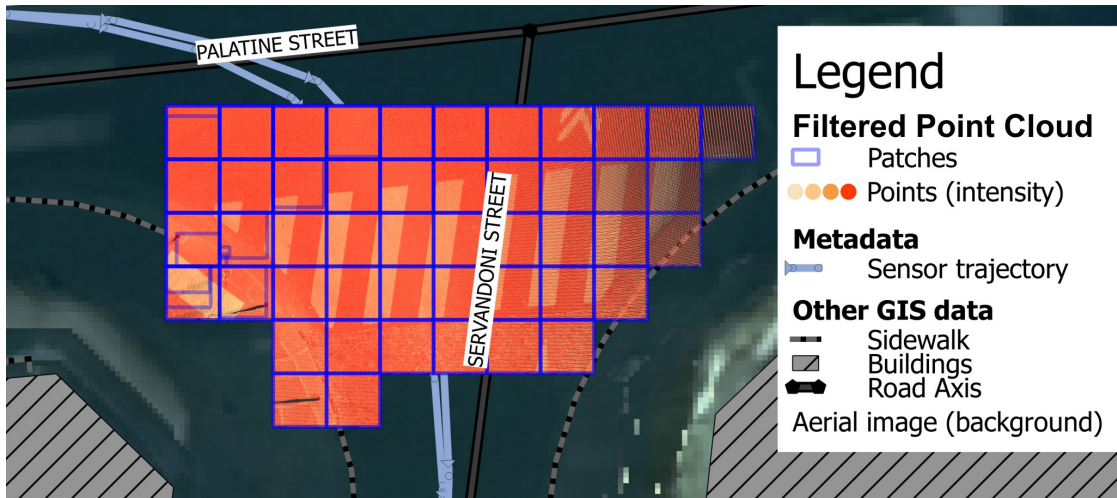 PALATINE STREET
SERVANDONI STREET
Legend
Filtered Point Cloud
Patches
Points (intensity)
Metadata
Sensor trajectory
Other GIS data
Sidewalk
Buildings
Road Axis
Aerial image (background)